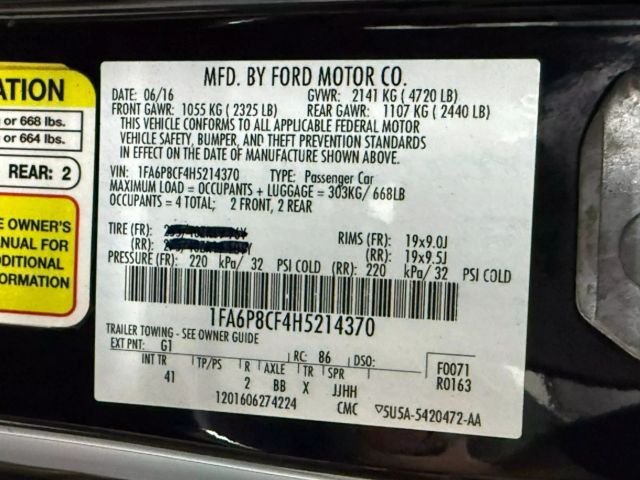 ATION
g or 668 lbs.
g or 664 lbs.
REAR: 2
E OWNER'S
ANUAL FOR
DDITIONAL
FORMATION
MFD. BY FORD MOTOR CO.
DATE: 06/16 GVWR: 2141 KG ( 4720 LB)
FRONT GAWR: 1055 KG ( 2325 LB) REAR GAWR: 1107 KG ( 2440 LB)
THIS VEHICLE CONFORMS TO ALL APPLICABLE FEDERAL MOTOR
VEHICLE SAFETY, BUMPER, AND THEFT PREVENTION STANDARDS
IN EFFECT ON THE DATE OF MANUFACTURE SHOWN ABOVE.
VIN: 1FA6P8CF4H5214370 TYPE: Passenger Car
MAXIMUM LOAD = OCCUPANTS + LUGGAGE = 303KG/ 668LB
OCCUPANTS = 4 TOTAL; 2 FRONT, 2 REAR
TIRE (FR): RIMS (FR): 19x9.0J
(RR): (RR): 19x9.5J
PRESSURE (FR): 220 kPa/ 32 PSI COLD (RR): 220 kPa/ 32 PSI COLD
1FA6P8CF4H5214370
TRAILER TOWING - SEE OWNER GUIDE
EXT PNT: G1 RC: 86 DSO: F0071
INT TR TP/PS R AXLE TR SPR R0163
41 2 BB X JJHH
1201606274224 CMC 5U5A-5420472-AA